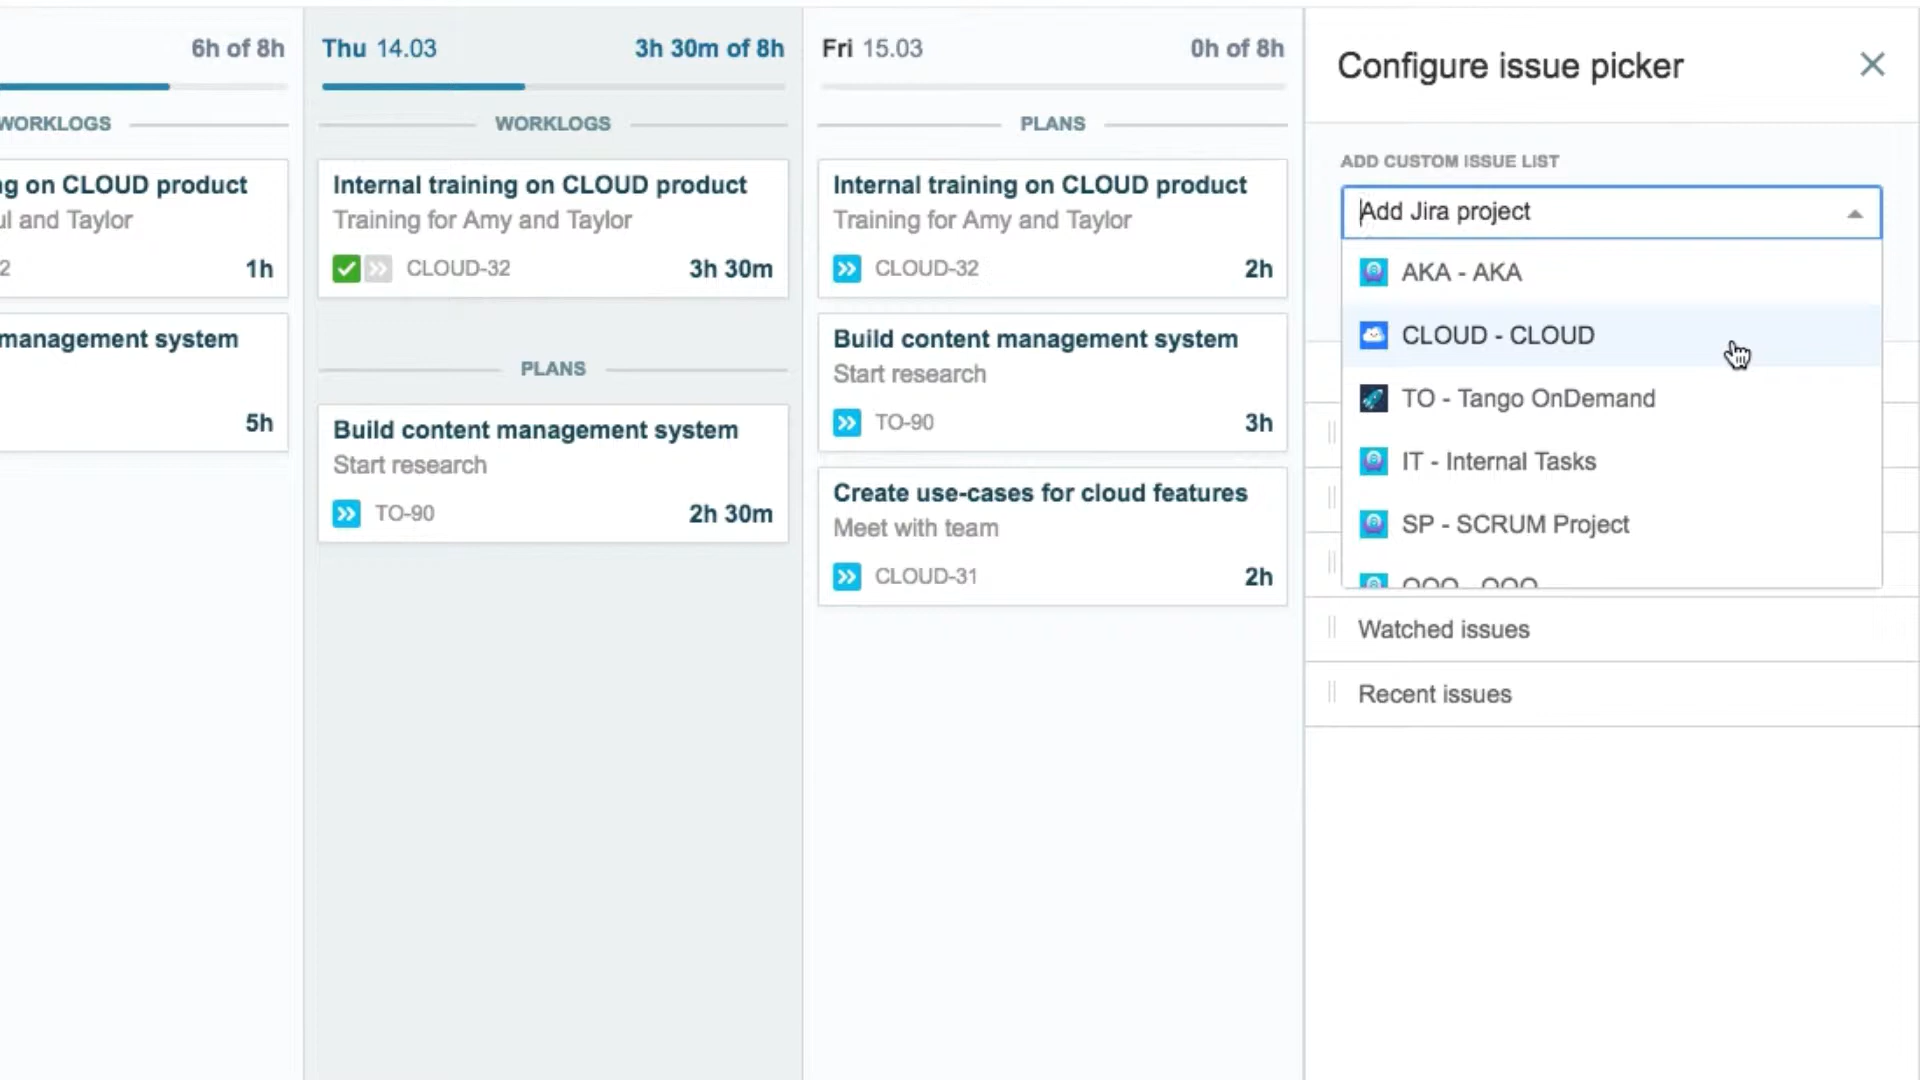 6h of 8h
WORKLOGS
ng on CLOUD product
ul and Taylor
2 1h
management system
5h
Thu 14.03 3h 30m of 8h
WORKLOGS
Internal training on CLOUD product
Training for Amy and Taylor
CLOUD-32 3h 30m
PLANS
Build content management system
Start research
TO-90 2h 30m
Fri 15.03 0h of 8h
PLANS
Internal training on CLOUD product
Training for Amy and Taylor
CLOUD-32 2h
Build content management system
Start research
TO-90 3h
Create use-cases for cloud features
Meet with team
CLOUD-31 2h
Configure issue picker
ADD CUSTOM ISSUE LIST
Add Jira project
AKA - AKA
CLOUD - CLOUD
TO - Tango OnDemand
IT - Internal Tasks
SP - SCRUM Project
Watched issues
Recent issues